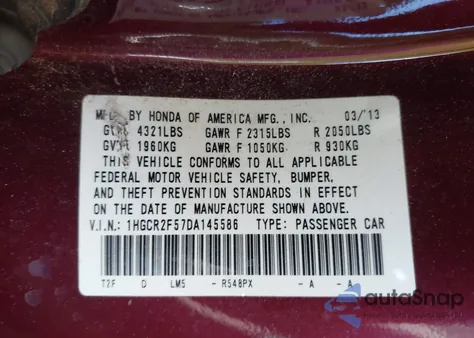 MFD. BY HONDA OF AMERICA MFG., INC. 03/13
GVWR 4321LBS GAWR F 2315LBS R 2050LBS
GVWR 1960KG GAWR F 1050KG R 930KG
THIS VEHICLE CONFORMS TO ALL APPLICABLE
FEDERAL MOTOR VEHICLE SAFETY, BUMPER,
AND THEFT PREVENTION STANDARDS IN EFFECT
ON THE DATE OF MANUFACTURE SHOWN ABOVE.
V.I.N.: 1HGCR2F57DA145586 TYPE: PASSENGER CAR
T2F D LM5 - R548PX - A - A
autoSnap